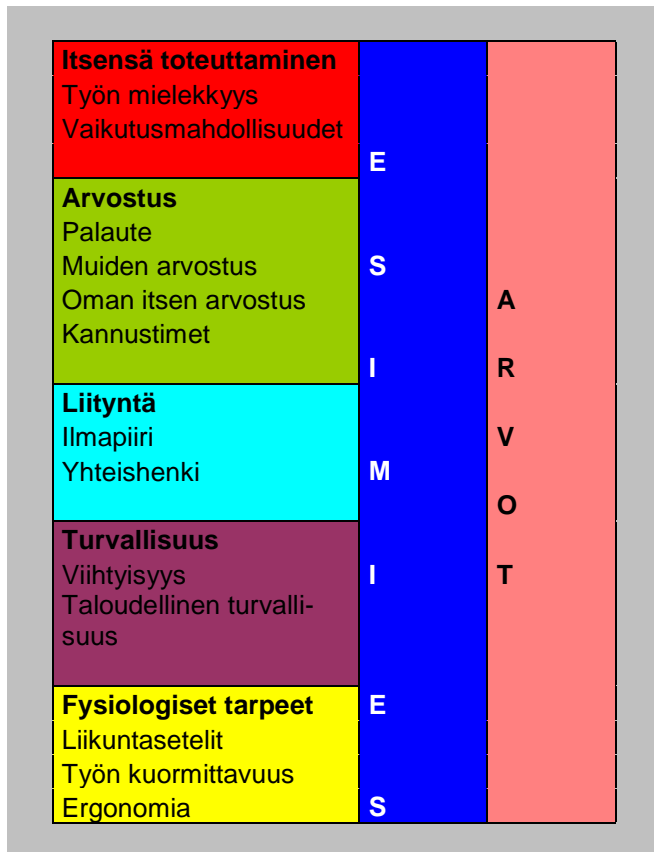 Itsensä toteuttaminen
Työn mielekkyys
Vaikutusmahdollisuudet
Arvostus
Palaute
Muiden arvostus
Oman itsen arvostus
Kannustimet
Liityntä
Ilmapiiri
Yhteishenki
Turvallisuus
Viihtyisyys
Taloudellinen turvalli-
suus
Fysiologiset tarpeet
Liikuntasetelit
Työn kuormittavuus
Ergonomia
E
S
I
M
I
E
S
A
R
V
O
T